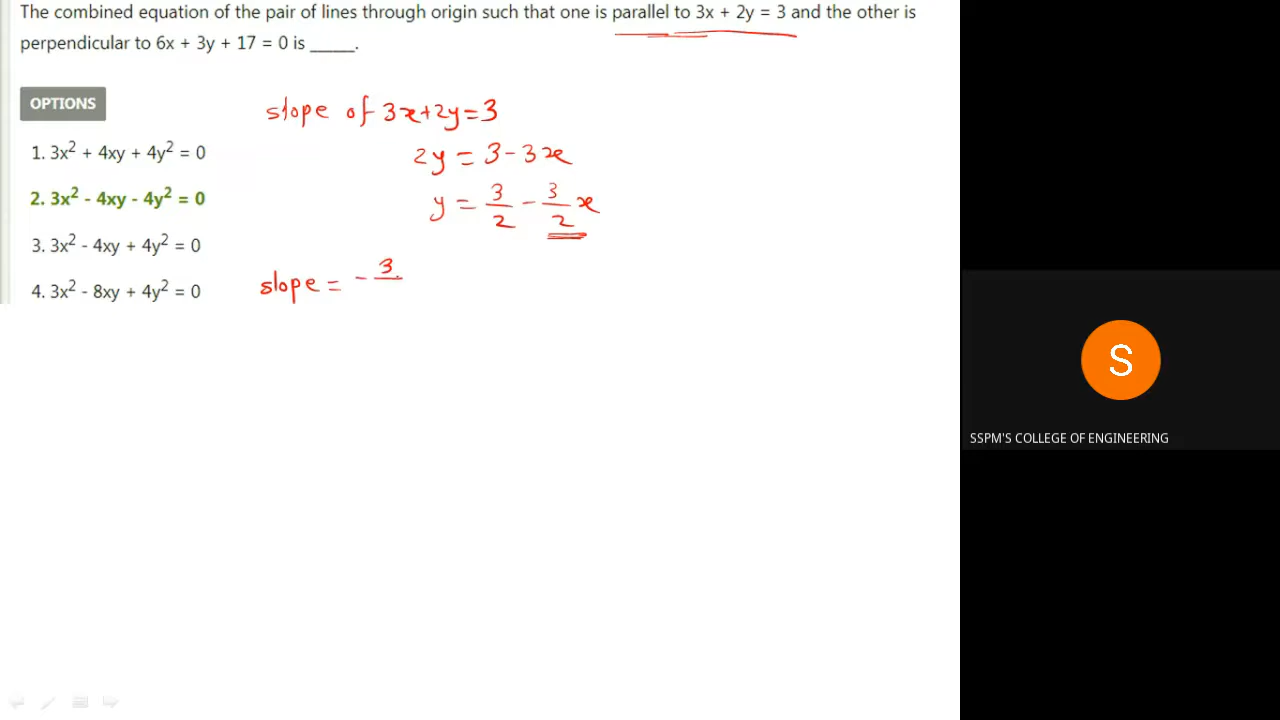 The combined equation of the pair of lines through origin such that one is parallel to 3x + 2y = 3 and the other is
perpendicular to 6x + 3y + 17 = 0 is _____.
OPTIONS
1. 3x² + 4xy + 4y² = 0
2. 3x² - 4xy - 4y² = 0
3. 3x² - 4xy + 4y² = 0
4. 3x² - 8xy + 4y² = 0
slope of 3x+2y=3
2y = 3-3x
y = 3/2 - 3/2 x
slope = - 3
S
SSPM'S COLLEGE OF ENGINEERING